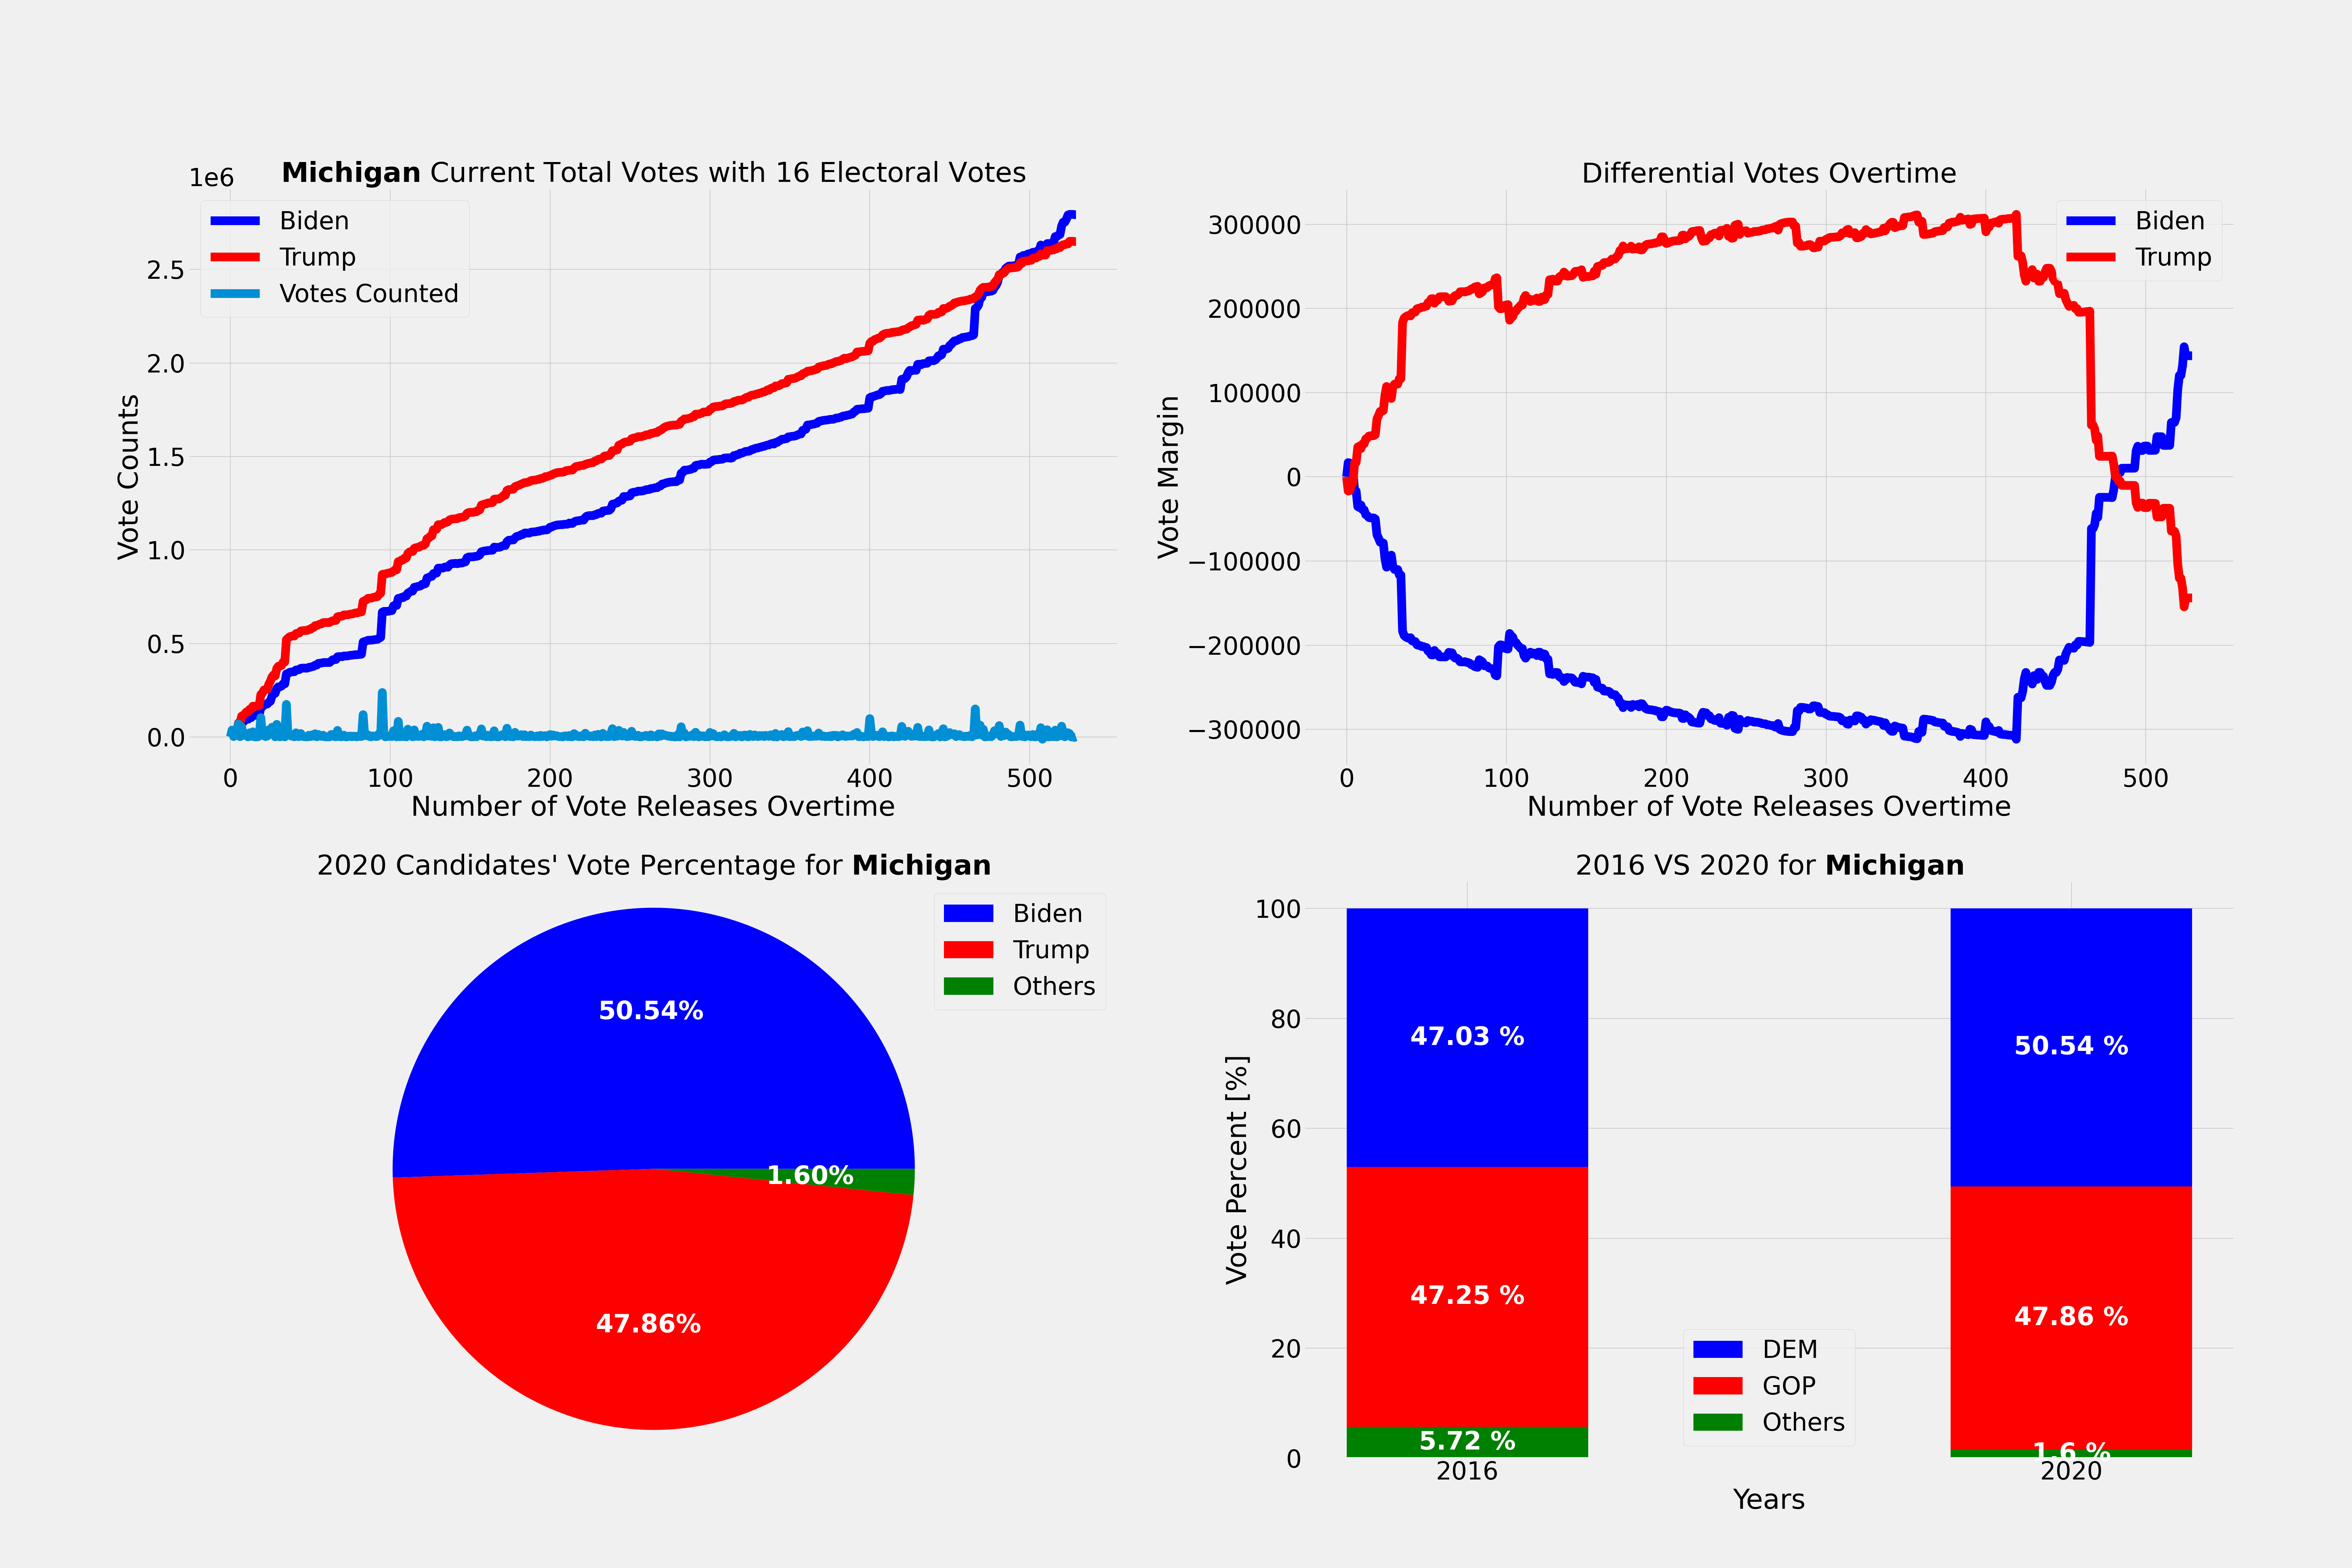 Michigan Current Total Votes with 16 Electoral Votes
1e6
Biden
Trump
Votes Counted
Vote Counts
2.5
2.0
1.5
1.0
0.5
0.0
0 100 200 300 400 500
Number of Vote Releases Overtime
Differential Votes Overtime
Biden
Trump
Vote Margin
300000
200000
100000
0
−100000
−200000
−300000
0 100 200 300 400 500
Number of Vote Releases Overtime
2020 Candidates' Vote Percentage for Michigan
Biden
Trump
Others
50.54%
1.60%
47.86%
2016 VS 2020 for Michigan
Vote Percent [%]
100
80
60
40
20
0
47.03 %
50.54 %
47.25 %
47.86 %
5.72 %
1.6 %
DEM
GOP
Others
2016 2020
Years